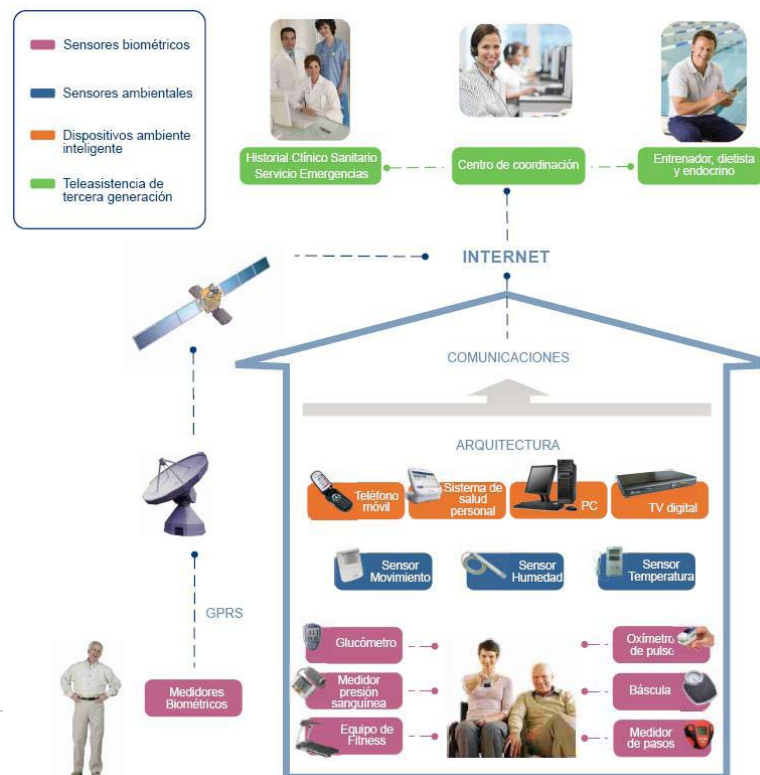 Sensores biométricos
Sensores ambientales
Dispositivos ambiente
inteligente
Teleasistencia de
tercera generación
Historial Clínico Sanitario
Servicio Emergencias
Centro de coordinación
Entrenador, dietista
y endocrino
INTERNET
COMUNICACIONES
ARQUITECTURA
Teléfono
móvil
Sistema de
salud
personal
PC
TV digital
Sensor
Movimiento
Sensor
Humedad
Sensor
Temperatura
GPRS
Medidores
Biométricos
Glucómetro
Medidor
presión
sanguínea
Equipo de
Fitness
Oxímetro
de pulso
Báscula
Medidor
de pasos